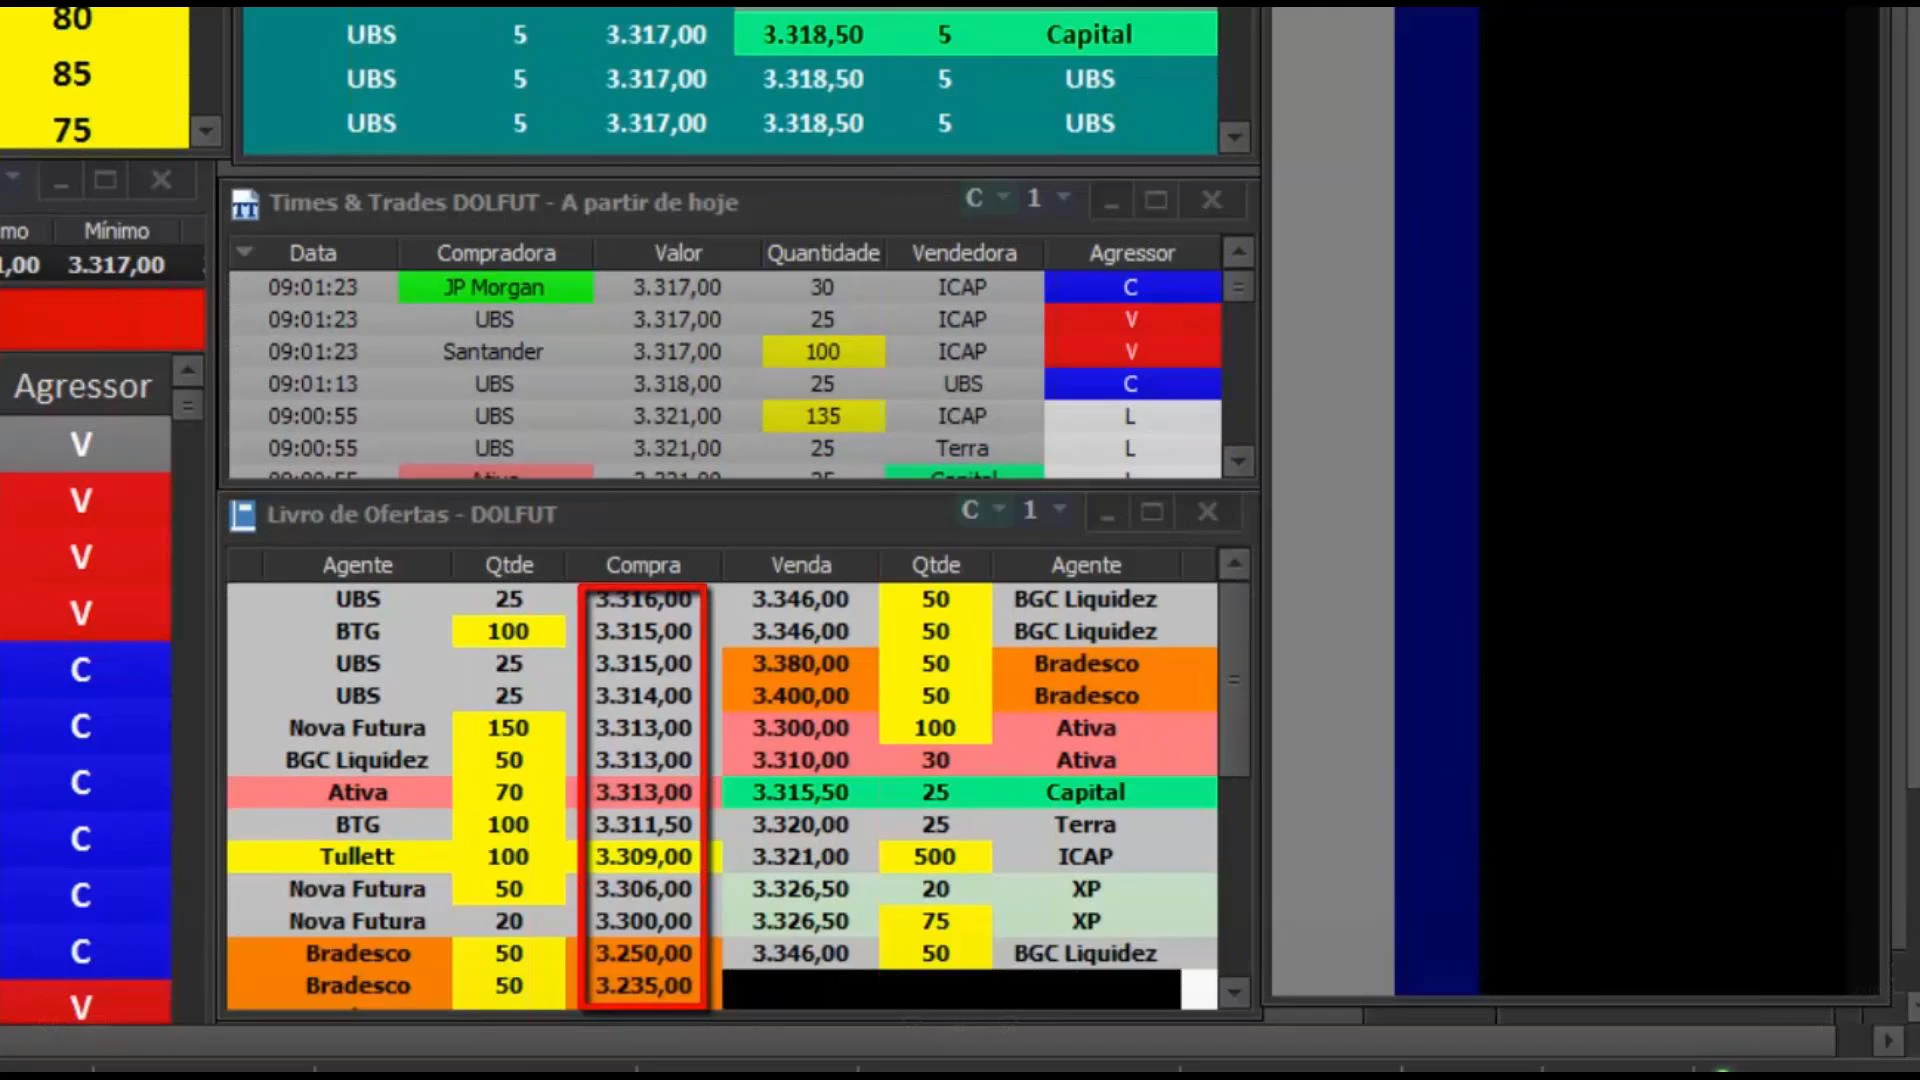 80
85
75
UBS 5 3.317,00 3.318,50 5 Capital
UBS 5 3.317,00 3.318,50 5 UBS
UBS 5 3.317,00 3.318,50 5 UBS
Mínimo
3.317,00
Agressor
V
V
V
V
C
C
C
C
C
C
V
Times & Trades DOLFUT - A partir de hoje C 1
Data Compradora Valor Quantidade Vendedora Agressor
09:01:23 JP Morgan 3.317,00 30 ICAP C
09:01:23 UBS 3.317,00 25 ICAP V
09:01:23 Santander 3.317,00 100 ICAP V
09:01:13 UBS 3.318,00 25 UBS C
09:00:55 UBS 3.321,00 135 ICAP L
09:00:55 UBS 3.321,00 25 Terra L
Livro de Ofertas - DOLFUT C 1
Agente Qtde Compra Venda Qtde Agente
UBS 25 3.316,00 3.346,00 50 BGC Liquidez
BTG 100 3.315,00 3.346,00 50 BGC Liquidez
UBS 25 3.315,00 3.380,00 50 Bradesco
UBS 25 3.314,00 3.400,00 50 Bradesco
Nova Futura 150 3.313,00 3.300,00 100 Ativa
BGC Liquidez 50 3.313,00 3.310,00 30 Ativa
Ativa 70 3.313,00 3.315,50 25 Capital
BTG 100 3.311,50 3.320,00 25 Terra
Tullett 100 3.309,00 3.321,00 500 ICAP
Nova Futura 50 3.306,00 3.326,50 20 XP
Nova Futura 20 3.300,00 3.326,50 75 XP
Bradesco 50 3.250,00 3.346,00 50 BGC Liquidez
Bradesco 50 3.235,00